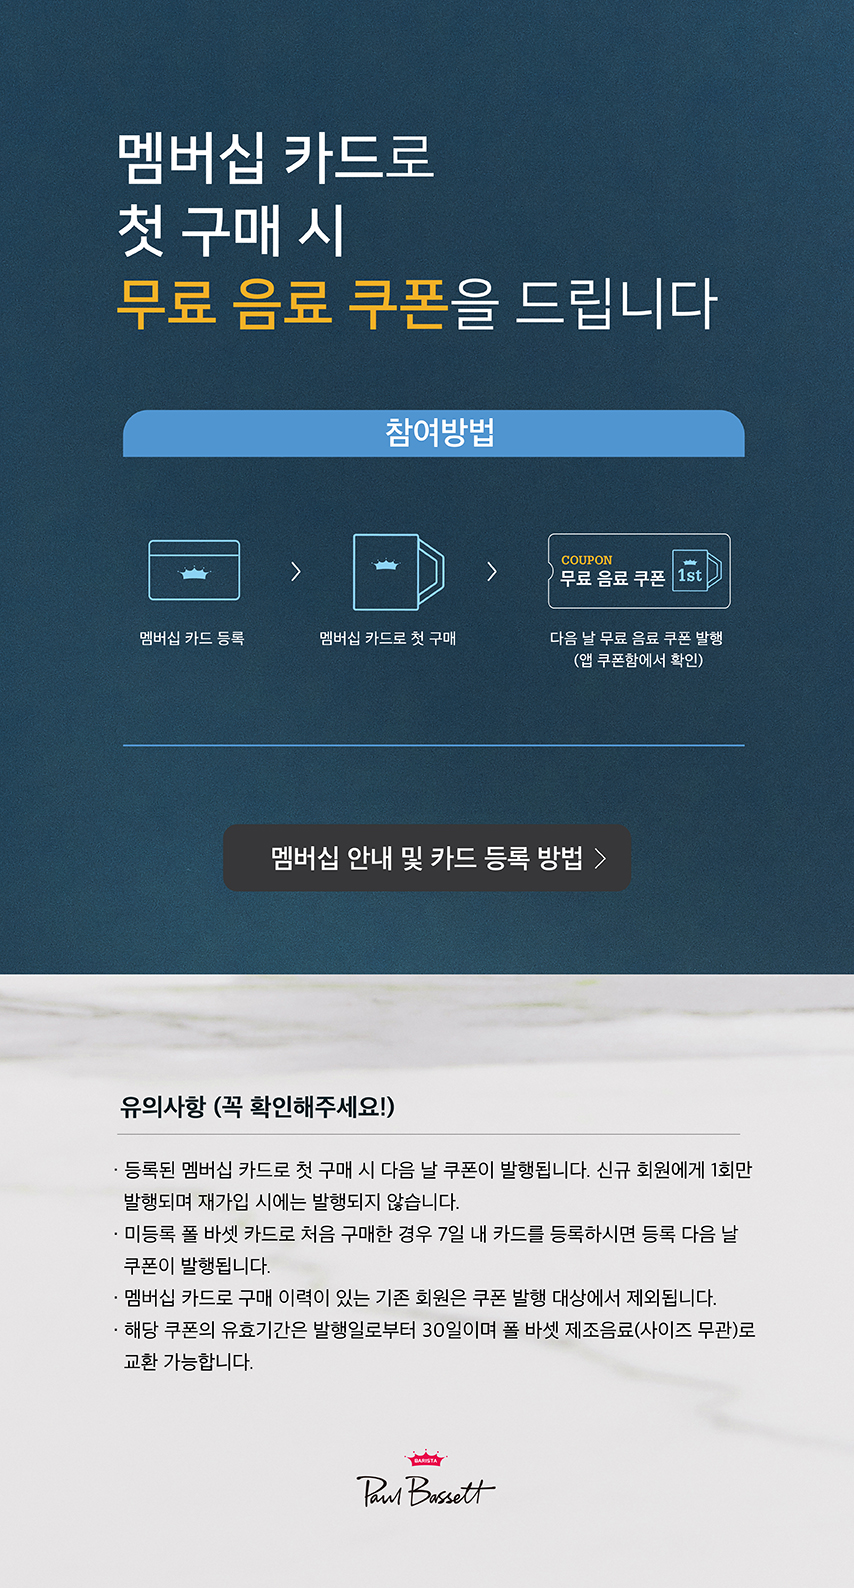 멤버십 카드로
첫 구매 시
무료 음료 쿠폰을 드립니다
참여방법
COUPON
무료 음료 쿠폰
1st
멤버십 카드 등록
멤버십 카드로 첫 구매
다음 날 무료 음료 쿠폰 발행
(앱 쿠폰함에서 확인)
멤버십 안내 및 카드 등록 방법 >
유의사항 (꼭 확인해주세요!)
· 등록된 멤버십 카드로 첫 구매 시 다음 날 쿠폰이 발행됩니다. 신규 회원에게 1회만
발행되며 재가입 시에는 발행되지 않습니다.
· 미등록 폴 바셋 카드로 처음 구매한 경우 7일 내 카드를 등록하시면 등록 다음 날
쿠폰이 발행됩니다.
· 멤버십 카드로 구매 이력이 있는 기존 회원은 쿠폰 발행 대상에서 제외됩니다.
· 해당 쿠폰의 유효기간은 발행일로부터 30일이며 폴 바셋 제조음료(사이즈 무관)로
교환 가능합니다.
BARISTA
Paul Bassett